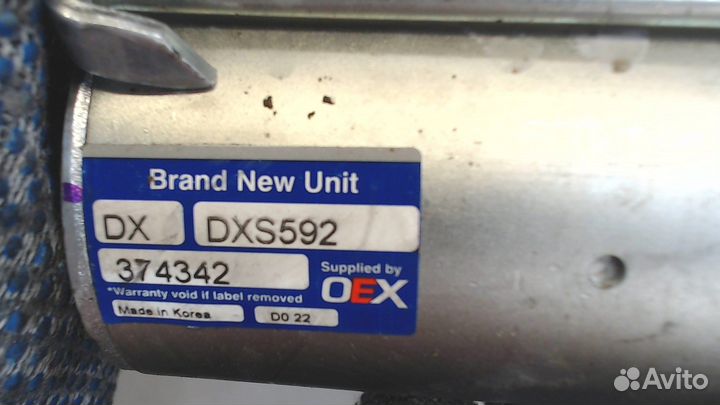 Brand New Unit
DX DXS592
374342
Supplied by
OEX
*Warranty void if label removed
Made in Korea D0 22
Avito